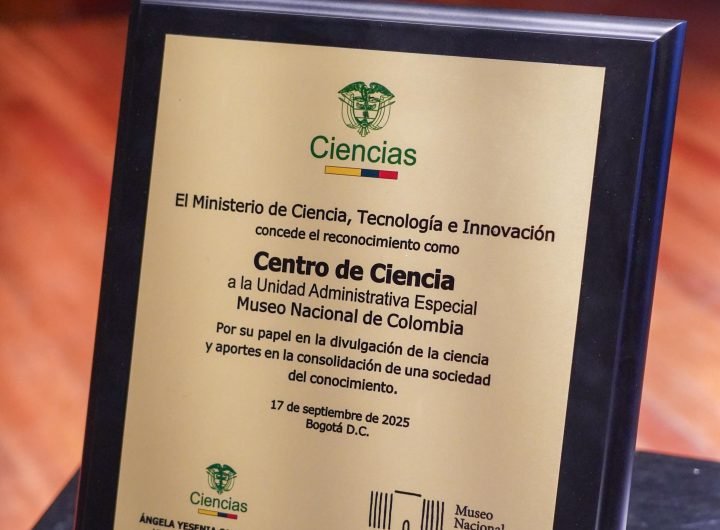 Ciencias
El Ministerio de Ciencia, Tecnología e Innovación
concede el reconocimiento como
Centro de Ciencia
a la Unidad Administrativa Especial
Museo Nacional de Colombia
Por su papel en la divulgación de la ciencia
y aportes en la consolidación de una sociedad
del conocimiento.
17 de septiembre de 2025
Bogotá D.C.
Ciencias
ÁNGELA YESENIA
Museo
Nacional